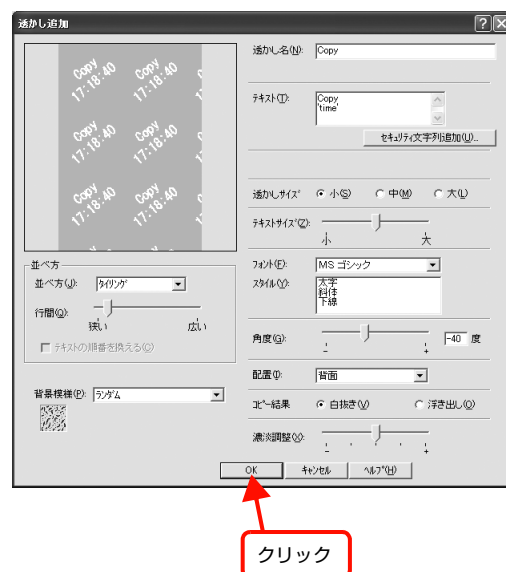 透かし追加
Copy
17:18:40
Copy
17:18:40
Copy
17:18:40
Copy
17:18:40
Copy
17:18:40
Copy
17:18:40
透かし名(N): Copy
テキスト(T): Copy
'time'
セキュリティ文字列追加(U)...
透かしサイズ 小(S) 中(M) 大(L)
テキストサイズ(Z):
小 大
並べ方
並べ方(J): タイリング
行間(Q):
狭い 広い
テキストの順番を換える(C)
背景模様(P): ランダム
フォント(F): MS ゴシック
スタイル(Y): 太字
斜体
下線
角度(G): - + -40 度
配置(I): 背面
コピー結果 白抜き(V) 浮き出し(O)
濃淡調整(X): - +
OK キャンセル ヘルプ(H)
クリック